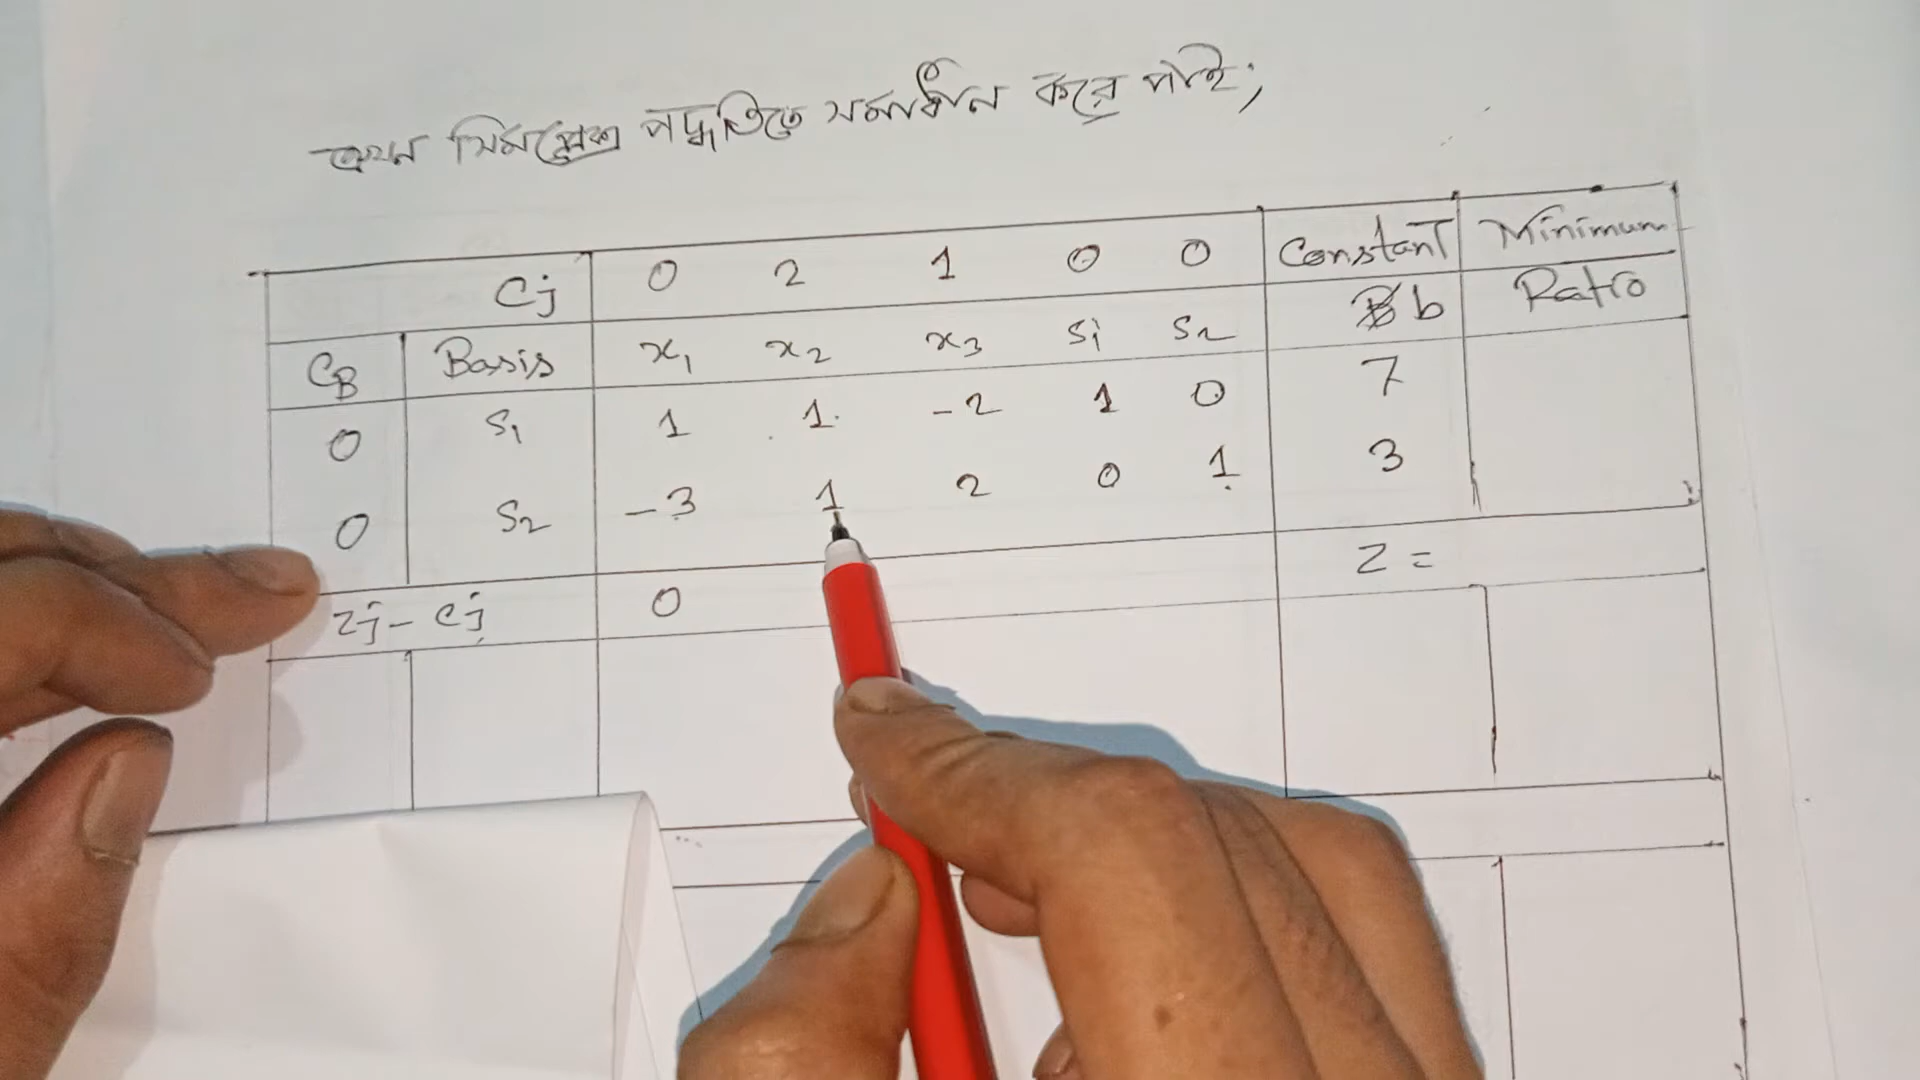 এখন সিমপ্লেক্স পদ্ধতিতে সমাধান করে পাই;
Cj 0 2 1 0 0 Constant Minimum
CB Basis x1 x2 x3 S1 S2 b Ratio
0 S1 1 1 -2 1 0 7
0 S2 -3 1 2 0 1 3
Zj - Cj 0 Z =